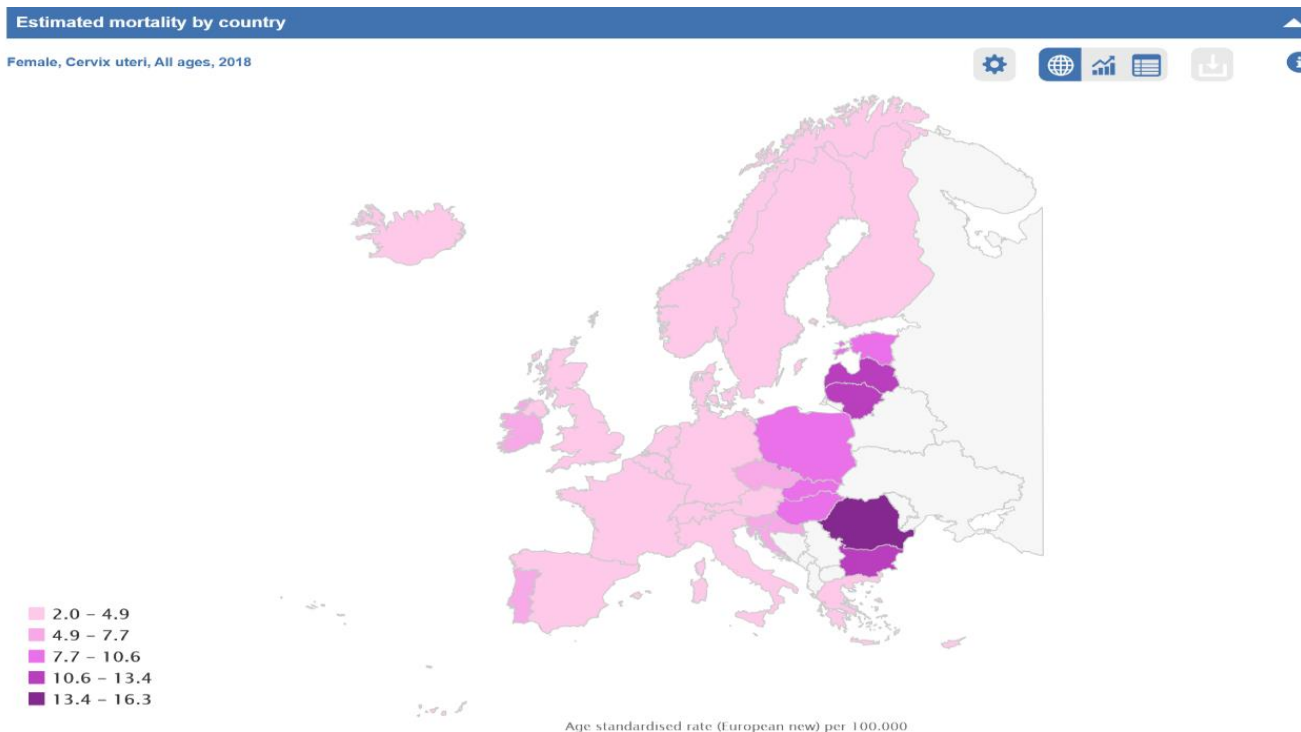 Estimated mortality by country
Female, Cervix uteri, All ages, 2018
2.0 – 4.9
4.9 – 7.7
7.7 – 10.6
10.6 – 13.4
13.4 – 16.3
Age standardised rate (European new) per 100.000